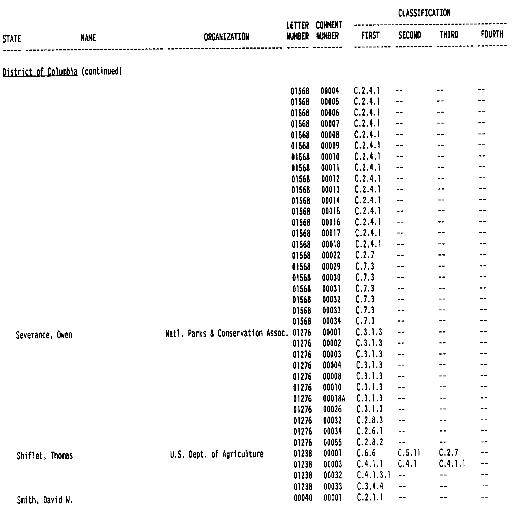 CLASSIFICATION
LETTER COMMENT
STATE NAME ORGANIZATION NUMBER NUMBER FIRST SECOND THIRD FOURTH
District of Columbia (continued)
01568 00004 C.2.4.1 -- -- --
01568 00005 C.2.4.1 -- -- --
01568 00006 C.2.4.1 -- -- --
01568 00007 C.2.4.1 -- -- --
01568 00008 C.2.4.1 -- -- --
01568 00009 C.2.4.1 -- -- --
01568 00010 C.2.4.1 -- -- --
01568 00011 C.2.4.1 -- -- --
01568 00012 C.2.4.1 -- -- --
01568 00013 C.2.4.1 -- -- --
01568 00014 C.2.4.1 -- -- --
01568 00015 C.2.4.1 -- -- --
01568 00016 C.2.4.1 -- -- --
01568 00017 C.2.4.1 -- -- --
01568 00018 C.2.4.1 -- -- --
01568 00022 C.2.7 -- -- --
01568 00029 C.7.3 -- -- --
01568 00030 C.7.3 -- -- --
01568 00031 C.7.3 -- -- --
01568 00032 C.7.3 -- -- --
01568 00033 C.7.3 -- -- --
01568 00034 C.7.3 -- -- --
Severance, Owen Natl. Parks & Conservation Assoc. 01276 00001 C.3.1.3 -- -- --
01276 00002 C.3.1.3 -- -- --
01276 00003 C.3.1.3 -- -- --
01276 00004 C.3.1.3 -- -- --
01276 00008 C.3.1.3 -- -- --
01276 00010 C.3.1.3 -- -- --
01276 00018A C.3.1.3 -- -- --
01276 00026 C.3.1.3 -- -- --
01276 00032 C.2.8.3 -- -- --
01276 00034 C.2.6.1 -- -- --
01276 00055 C.2.8.2 -- -- --
Shiflet, Thomas U.S. Dept. of Agriculture 01238 00001 C.6.6 C.5.11 C.2.7 --
01238 00003 C.4.1.1 C.4.1 C.4.1.1 --
01238 00032 C.4.1.3.1 -- -- --
01238 00033 C.3.4.4 -- -- --
Smith, David W. 00040 00001 C.2.1.1 -- -- --